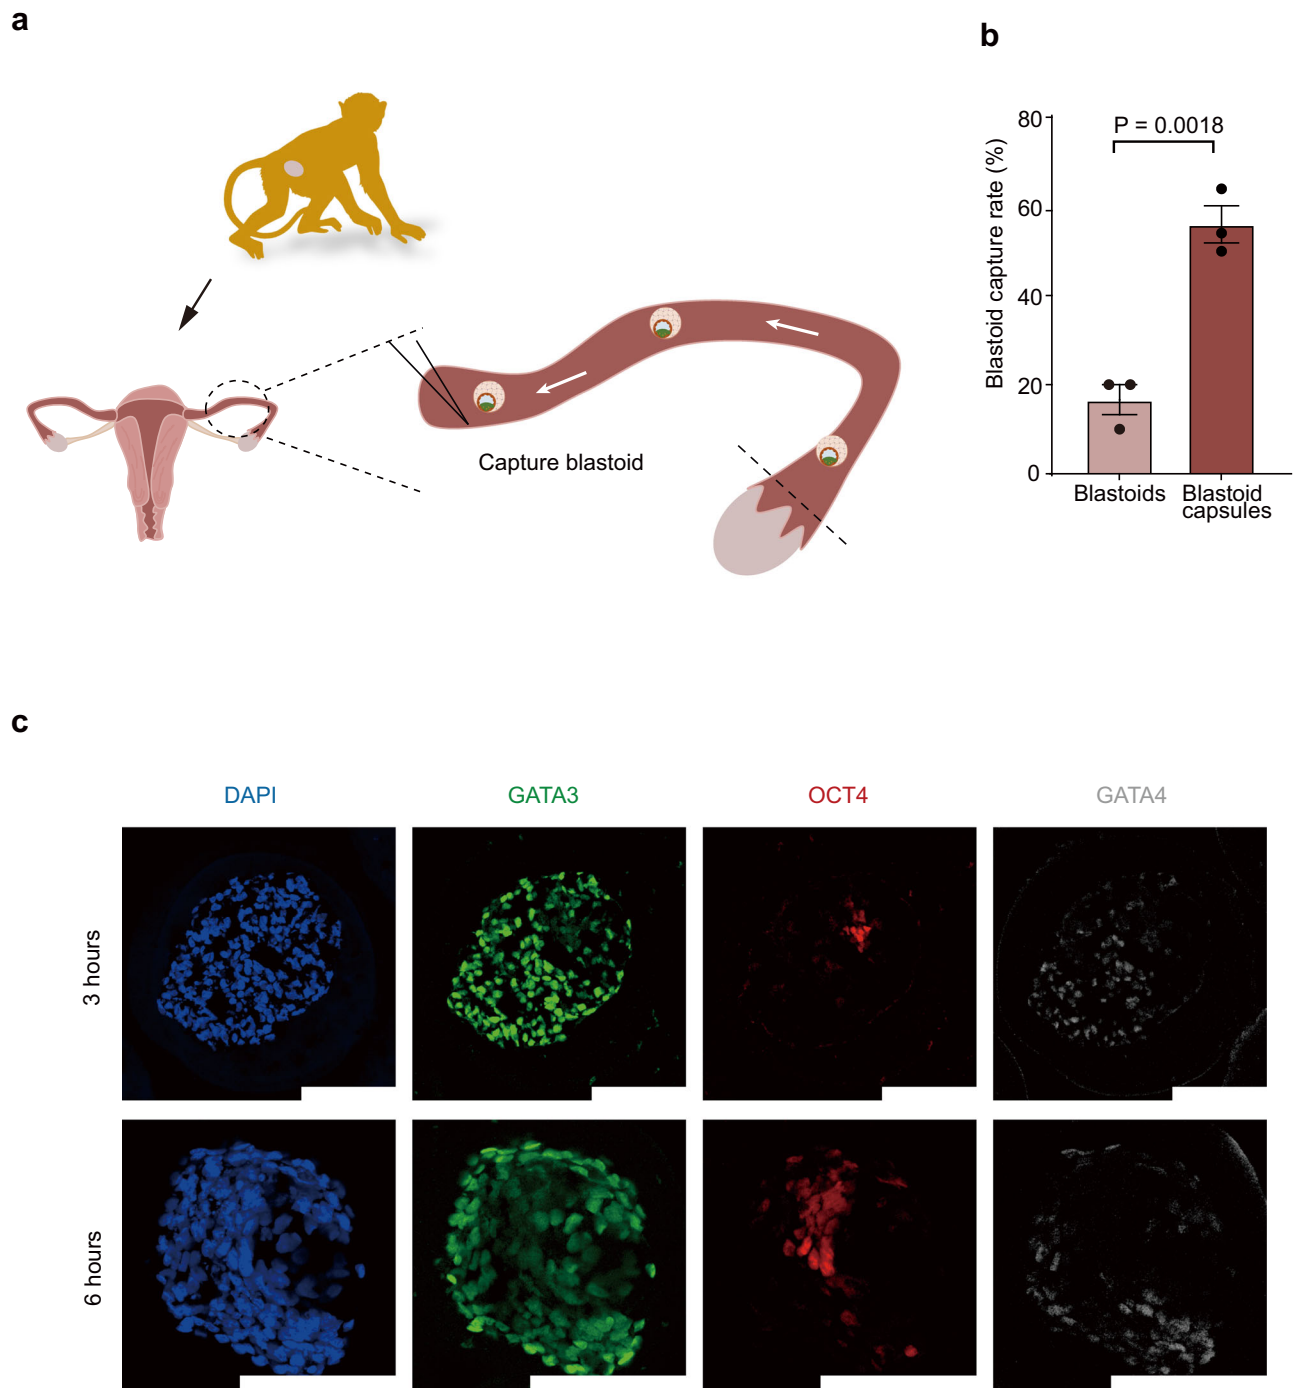 a
Capture blastoid
b
Blastoid capture rate (%)
80
60
40
20
0
P = 0.0018
Blastoids
Blastoid
capsules
c
DAPI
GATA3
OCT4
GATA4
3 hours
6 hours